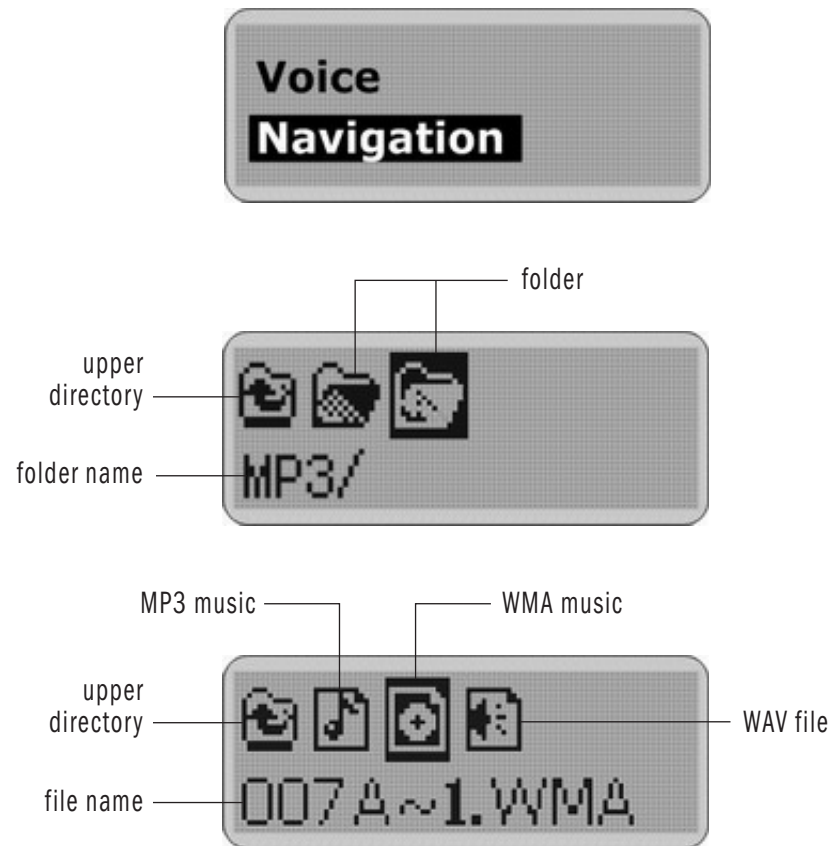 Voice
Navigation
folder
upper
directory
folder name
MP3/
MP3 music
WMA music
upper
directory
WAV file
file name
007A~1.WMA